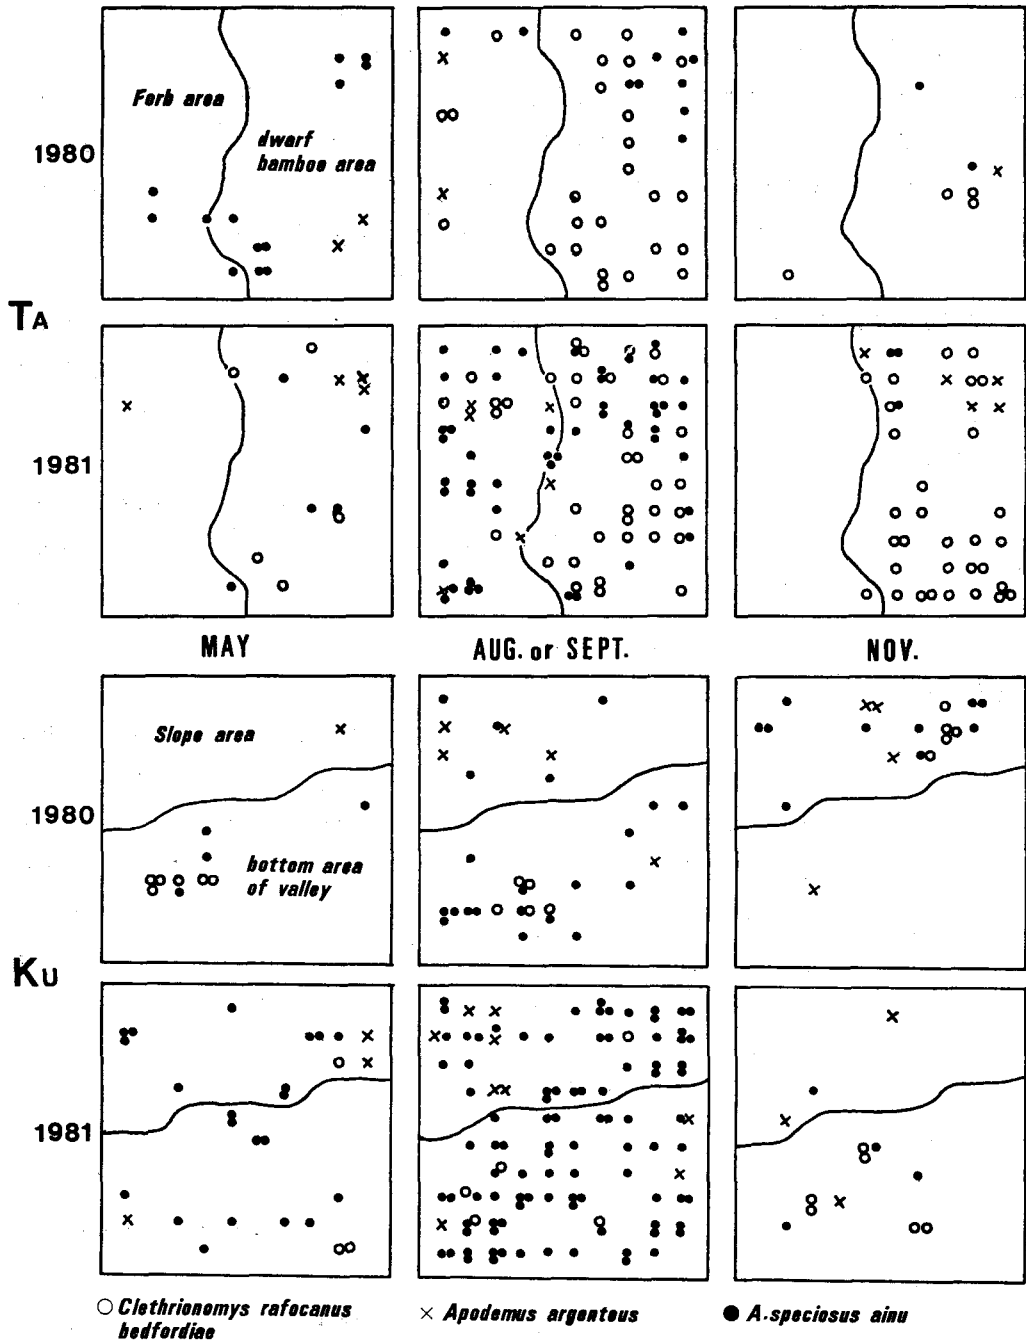 Forb area
dwarf
bamboe area
1980
TA
1981
MAY
AUG. or SEPT.
NOV.
Slope area
1980
bottom area
of valley
KU
1981
Clethrionomys rafocanus
bedfordiae
Apodemus argenteus
A.speciosus ainu